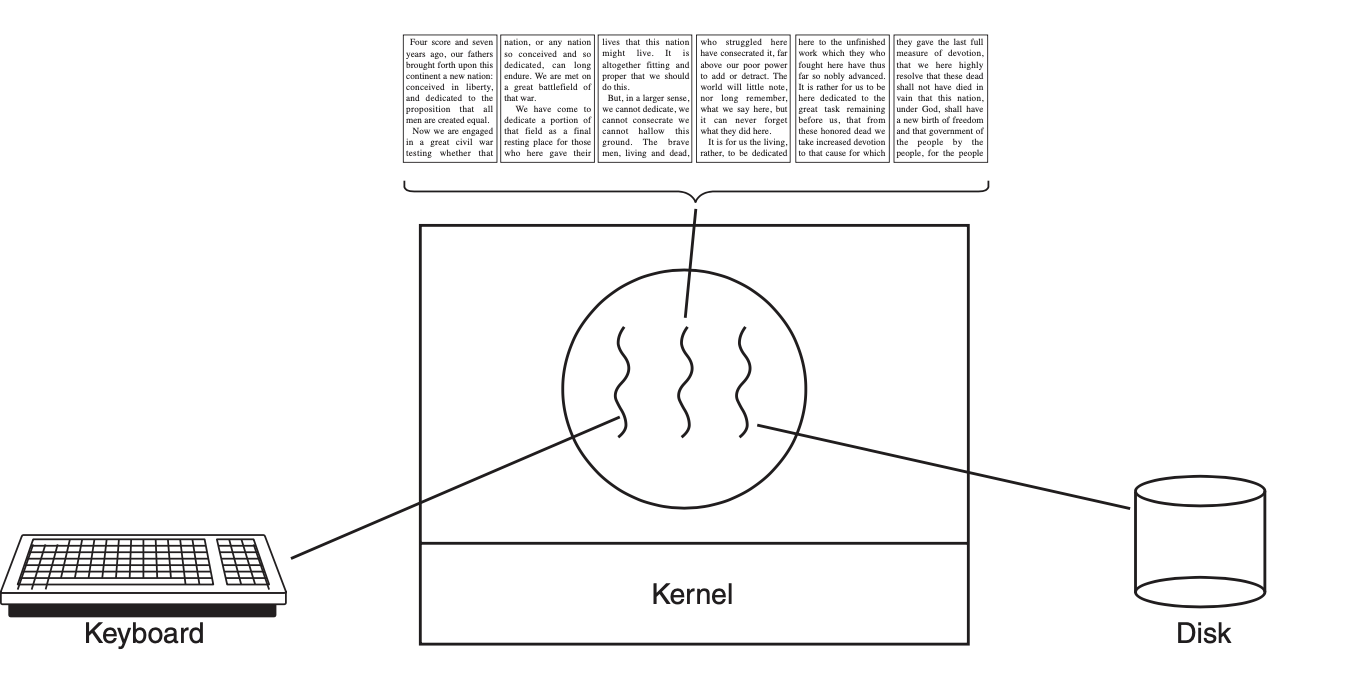 Four score and seven
years ago, our fathers
brought forth upon this
continent a new nation:
conceived in liberty,
and dedicated to the
proposition that all
men are created equal.
Now we are engaged
in a great civil war
testing whether that
nation, or any nation
so conceived and so
dedicated, can long
endure. We are met on
a great battlefield of
that war.
We have come to
dedicate a portion of
that field as a final
resting place for those
who here gave their
lives that this nation
might live. It is
altogether fitting and
proper that we should
do this.
But, in a larger sense,
we cannot dedicate, we
cannot consecrate we
cannot hallow this
ground. The brave
men, living and dead,
who struggled here
have consecrated it, far
above our poor power
to add or detract. The
world will little note,
nor long remember,
what we say here, but
it can never forget
what they did here.
It is for us the living,
rather, to be dedicated
here to the unfinished
work which they who
fought here have thus
far so nobly advanced.
It is rather for us to be
here dedicated to the
great task remaining
before us, that from
these honored dead we
take increased devotion
to that cause for which
they gave the last full
measure of devotion,
that we here highly
resolve that these dead
shall not have died in
vain that this nation,
under God, shall have
a new birth of freedom
and that government of
the people by the
people, for the people
Kernel
Keyboard
Disk